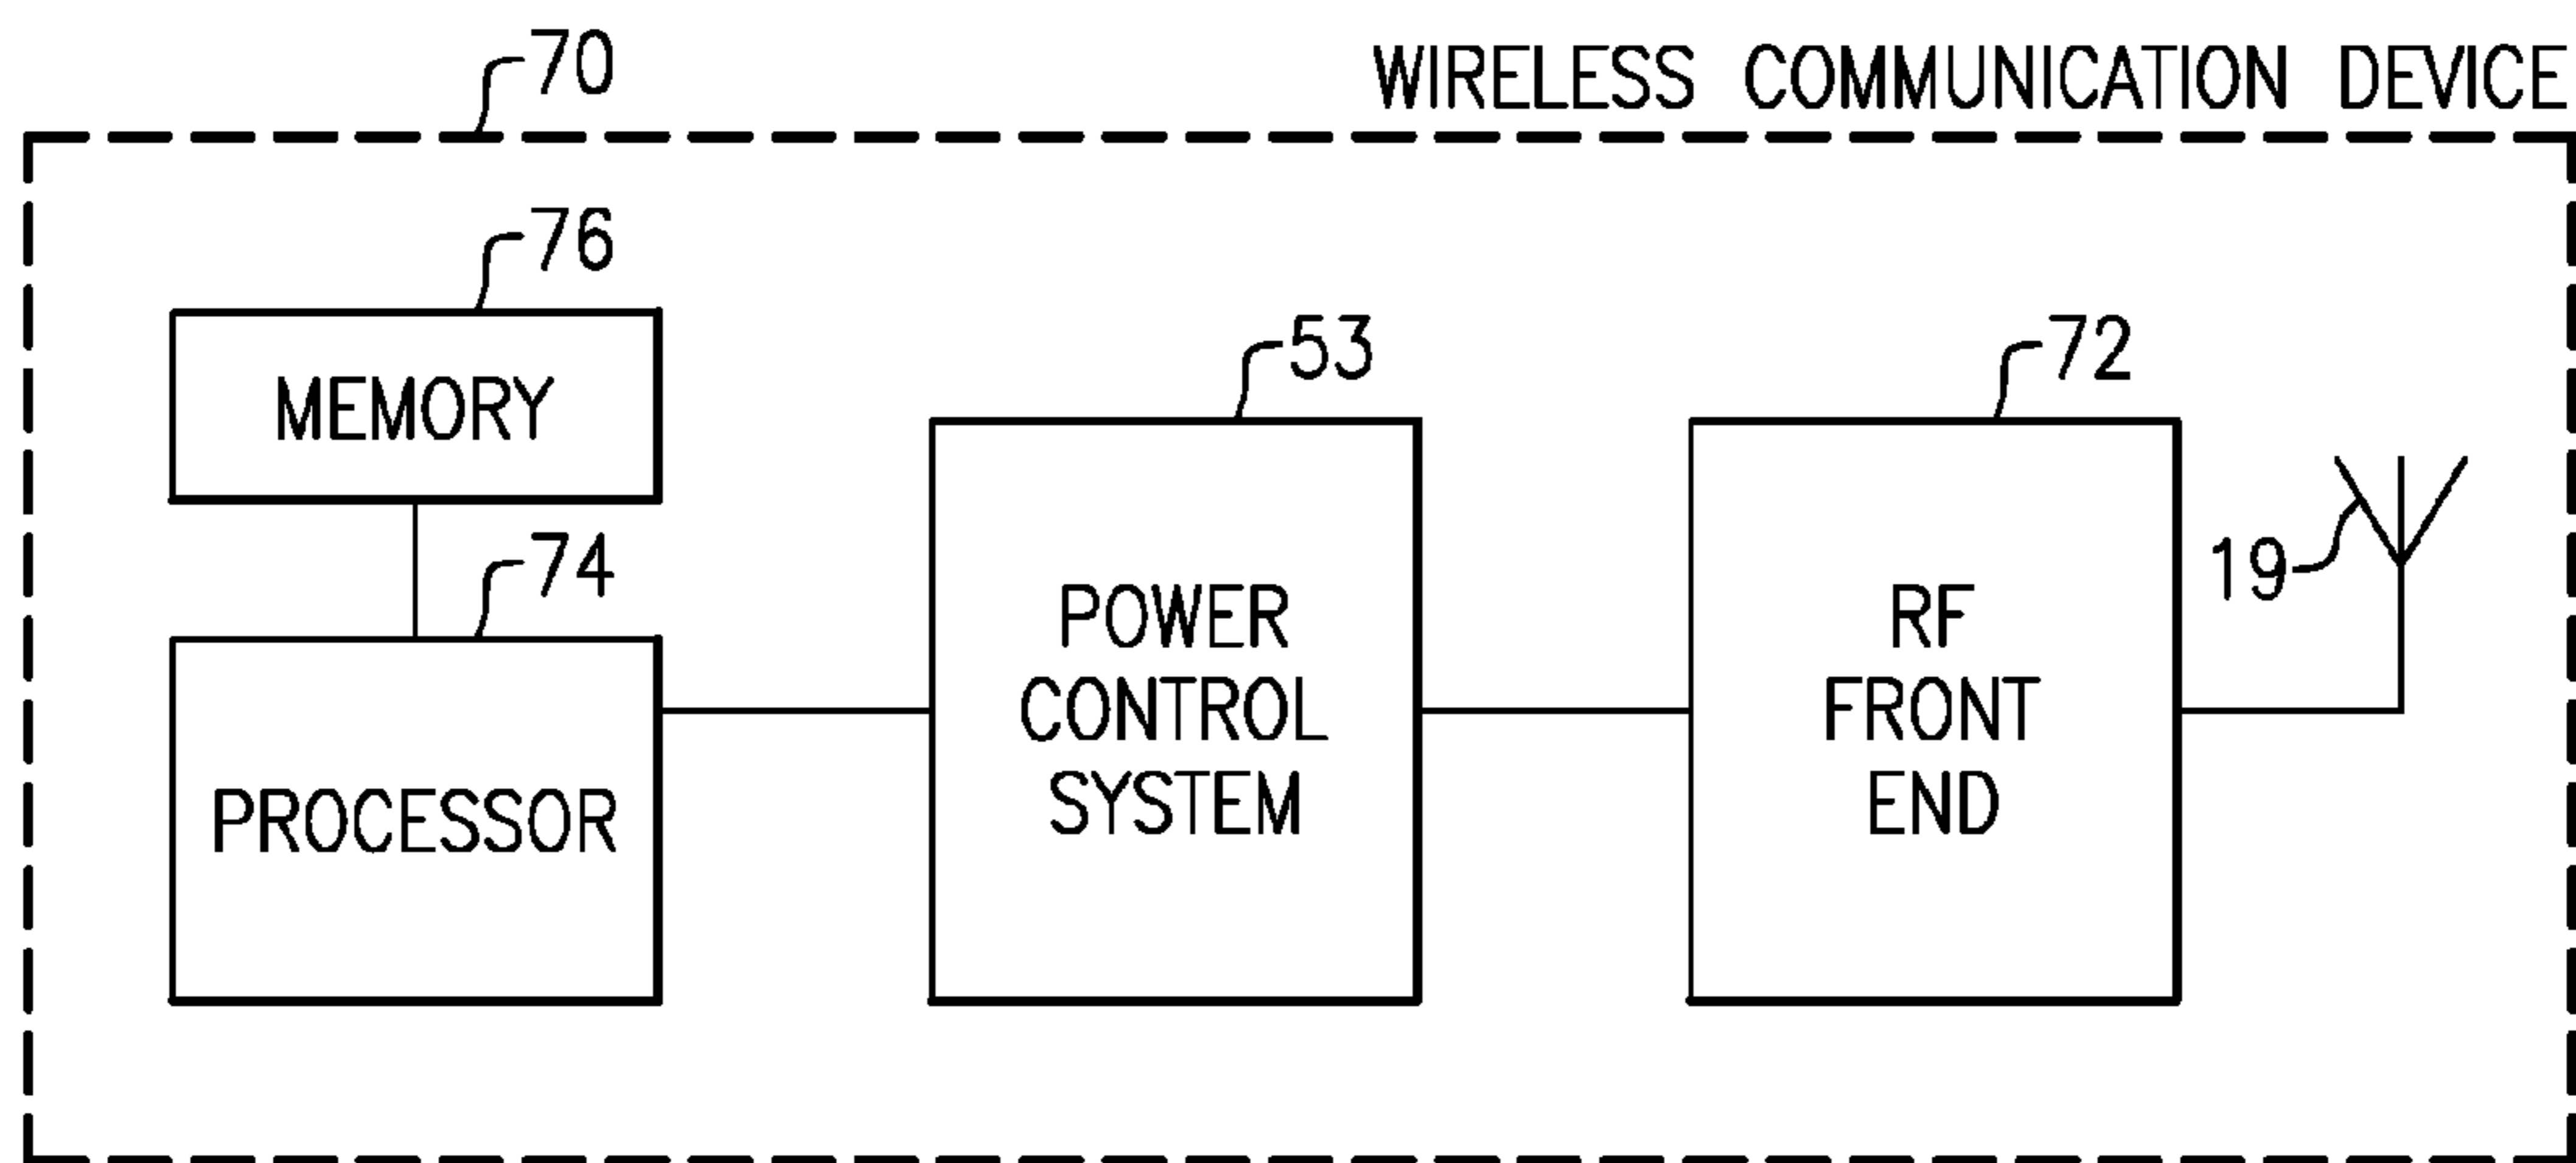 70
WIRELESS COMMUNICATION DEVICE
76
MEMORY
74
PROCESSOR
53
POWER
CONTROL
SYSTEM
72
RF
FRONT
END
19